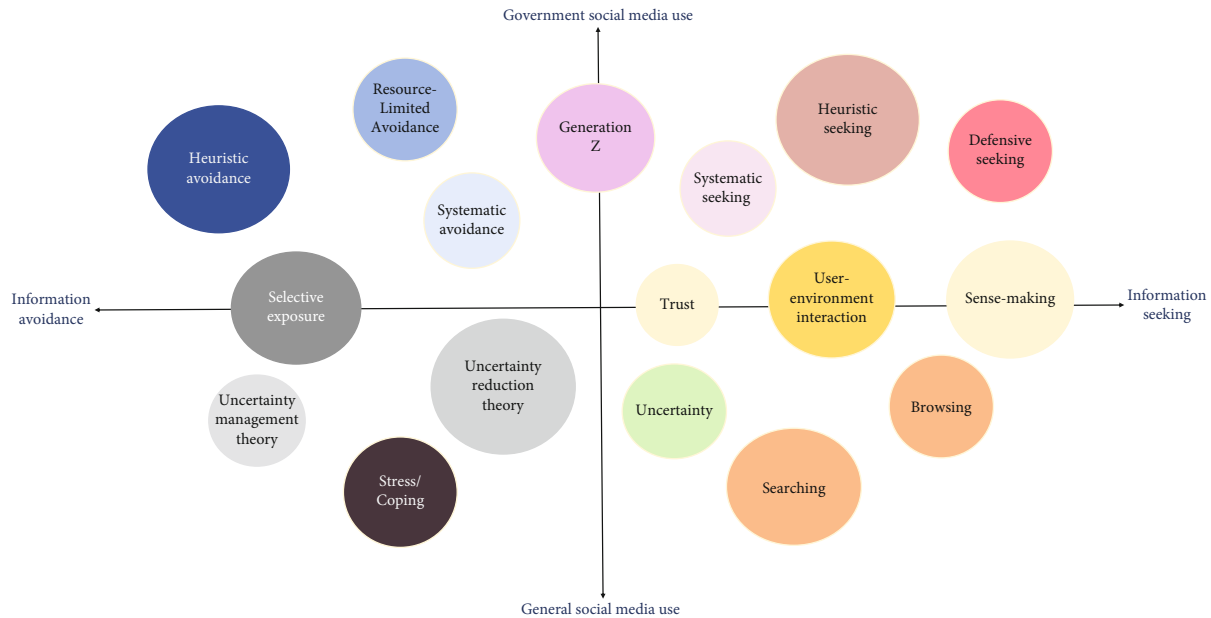 Government social media use
Resource-
Limited
Avoidance
Generation
Z
Heuristic
seeking
Defensive
seeking
Heuristic
avoidance
Systematic
seeking
Systematic
avoidance
Information
avoidance
Selective
exposure
Trust
User-
environment
interaction
Sense-making
Information
seeking
Uncertainty
reduction
theory
Uncertainty
management
theory
Uncertainty
Browsing
Stress/
Coping
Searching
General social media use